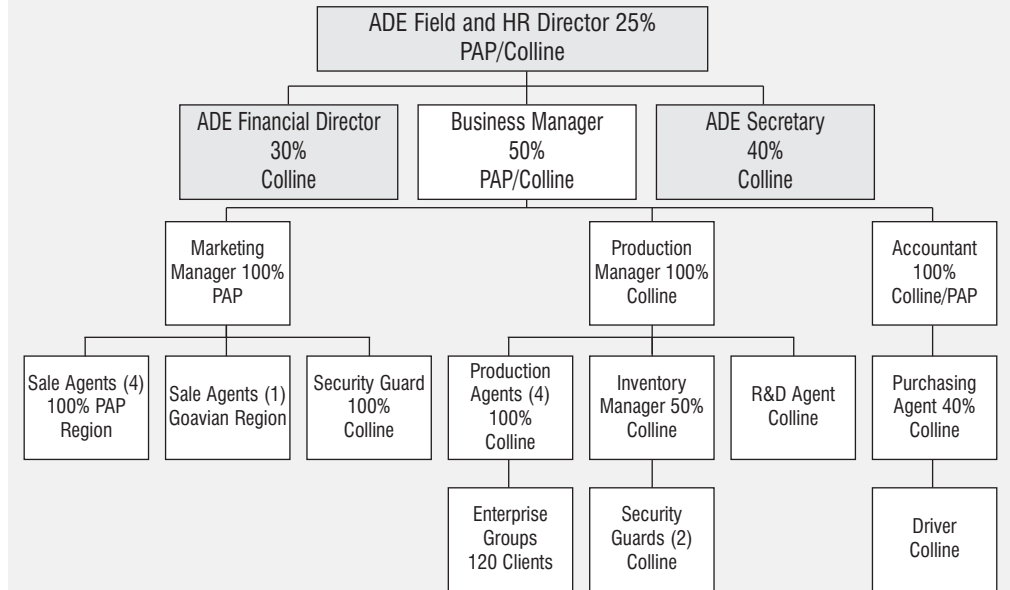 ADE Field and HR Director 25%
PAP/Colline
ADE Financial Director
30%
Colline
Business Manager
50%
PAP/Colline
ADE Secretary
40%
Colline
Marketing
Manager 100%
PAP
Production
Manager 100%
Colline
Accountant
100%
Colline/PAP
Sale Agents (4)
100% PAP
Region
Sale Agents (1)
Goavian Region
Security Guard
100%
Colline
Production
Agents (4)
100%
Colline
Inventory
Manager 50%
Colline
R&D Agent
Colline
Purchasing
Agent 40%
Colline
Enterprise
Groups
120 Clients
Security
Guards (2)
Colline
Driver
Colline